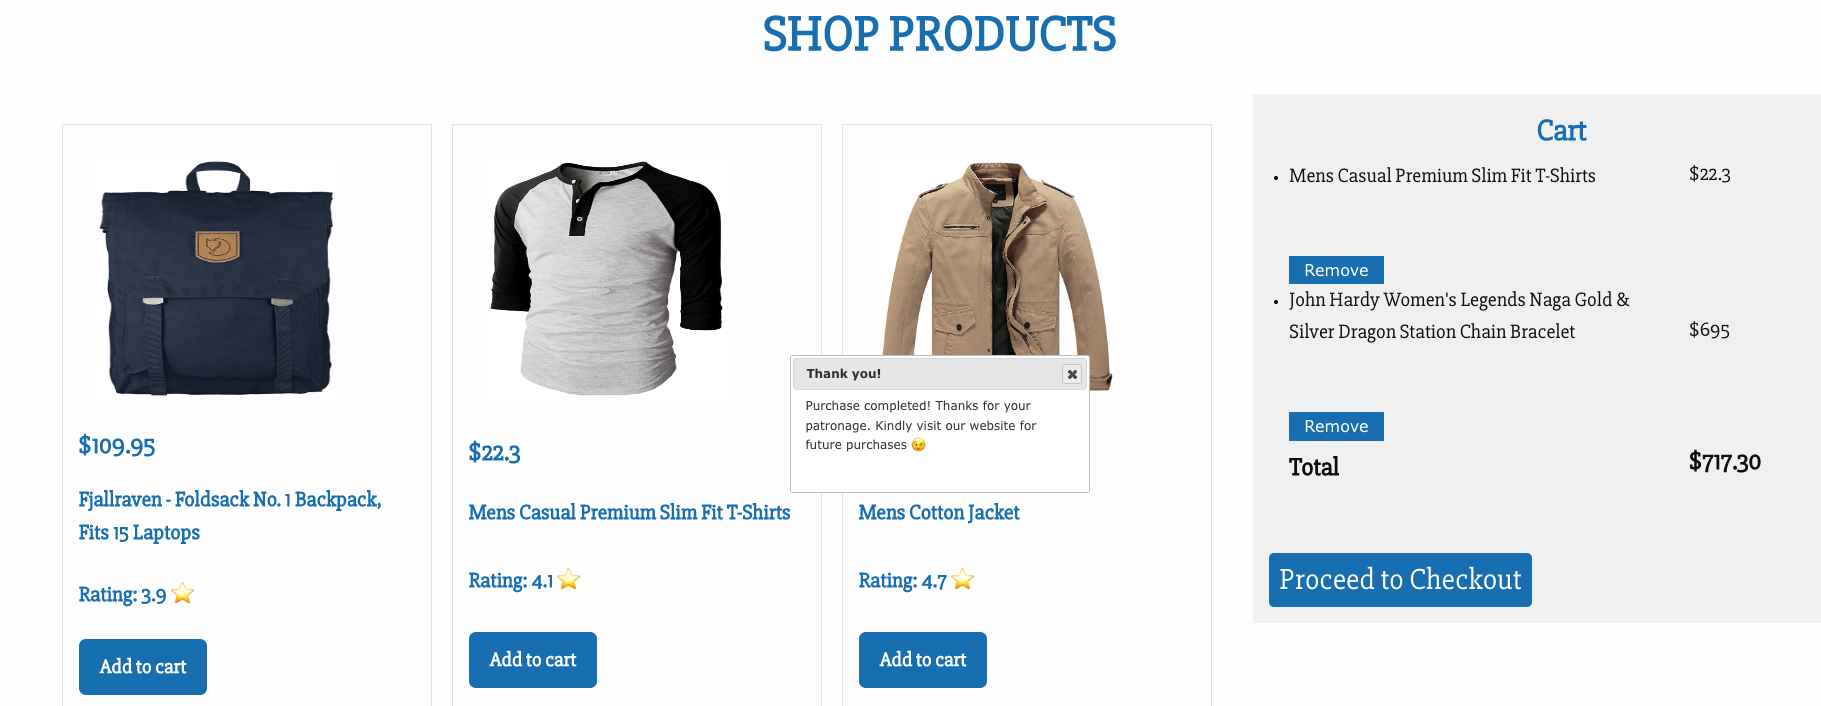 SHOP PRODUCTS
$109.95
Fjallraven - Foldsack No. 1 Backpack,
Fits 15 Laptops
Rating: 3.9 ⭐
Add to cart
$22.3
Mens Casual Premium Slim Fit T-Shirts
Rating: 4.1 ⭐
Add to cart
Mens Cotton Jacket
Rating: 4.7 ⭐
Add to cart
Thank you!
Purchase completed! Thanks for your
patronage. Kindly visit our website for
future purchases 😉
Cart
Mens Casual Premium Slim Fit T-Shirts $22.3
Remove
John Hardy Women's Legends Naga Gold &
Silver Dragon Station Chain Bracelet $695
Remove
Total $717.30
Proceed to Checkout